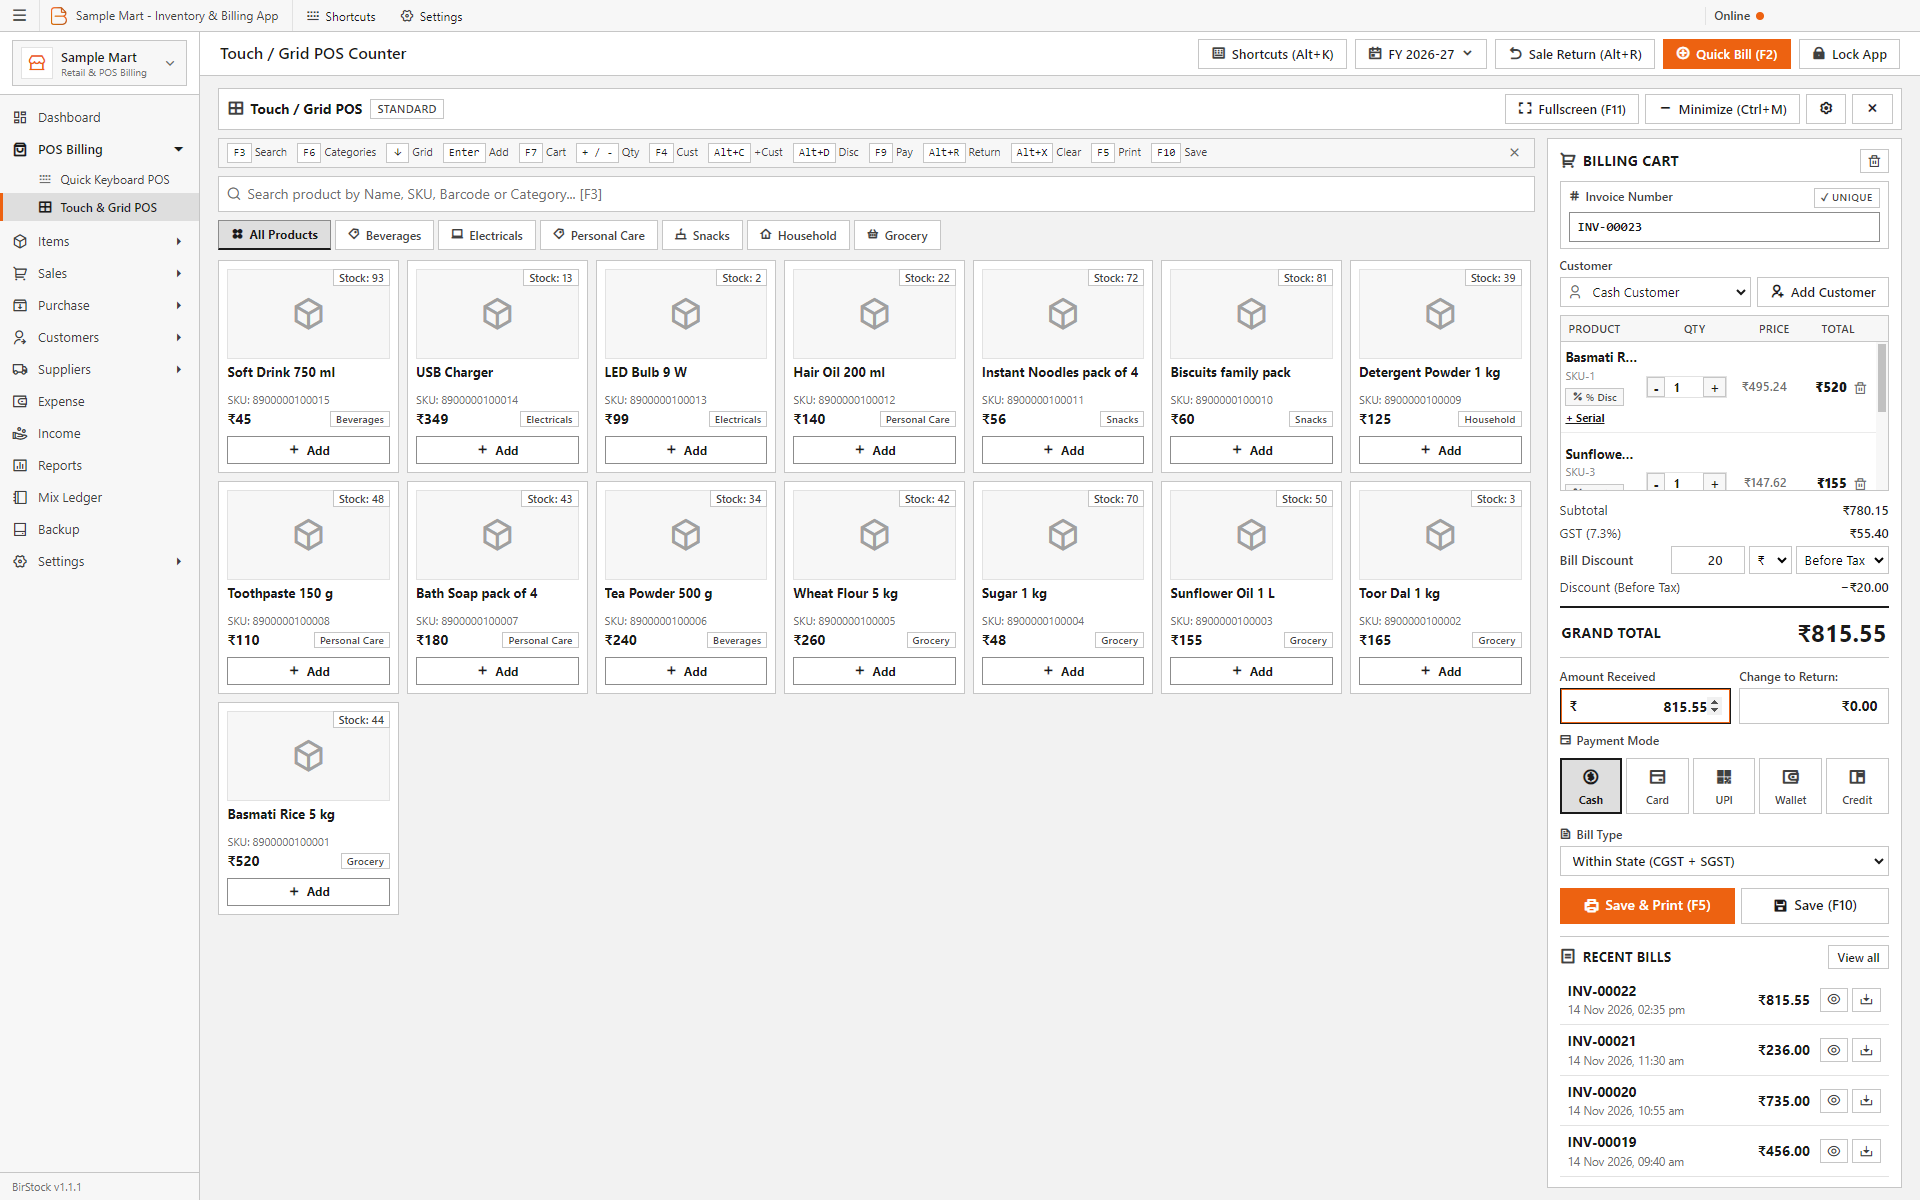 Sample Mart - Inventory & Billing App
Shortcuts
Settings
Online
Sample Mart
Retail & POS Billing
Touch / Grid POS Counter
Shortcuts (Alt+K)
FY 2026-27
Sale Return (Alt+R)
Quick Bill (F2)
Lock App
Dashboard
POS Billing
Quick Keyboard POS
Touch & Grid POS
Items
Sales
Purchase
Customers
Suppliers
Expense
Income
Reports
Mix Ledger
Backup
Settings
BirStock v1.1.1
Touch / Grid POS STANDARD
Fullscreen (F11)
Minimize (Ctrl+M)
F3 Search F6 Categories ↓ Grid Enter Add F7 Cart + / - Qty F4 Cust Alt+C +Cust Alt+D Disc F9 Pay Alt+R Return Alt+X Clear F5 Print F10 Save
Search product by Name, SKU, Barcode or Category... [F3]
All Products
Beverages
Electricals
Personal Care
Snacks
Household
Grocery
Stock: 93
Soft Drink 750 ml
SKU: 8900000100015
₹45 Beverages
+ Add
Stock: 13
USB Charger
SKU: 8900000100014
₹349 Electricals
+ Add
Stock: 2
LED Bulb 9 W
SKU: 8900000100013
₹99 Electricals
+ Add
Stock: 22
Hair Oil 200 ml
SKU: 8900000100012
₹140 Personal Care
+ Add
Stock: 72
Instant Noodles pack of 4
SKU: 8900000100011
₹56 Snacks
+ Add
Stock: 81
Biscuits family pack
SKU: 8900000100010
₹60 Snacks
+ Add
Stock: 39
Detergent Powder 1 kg
SKU: 8900000100009
₹125 Household
+ Add
Stock: 48
Toothpaste 150 g
SKU: 8900000100008
₹110 Personal Care
+ Add
Stock: 43
Bath Soap pack of 4
SKU: 8900000100007
₹180 Personal Care
+ Add
Stock: 34
Tea Powder 500 g
SKU: 8900000100006
₹240 Beverages
+ Add
Stock: 42
Wheat Flour 5 kg
SKU: 8900000100005
₹260 Grocery
+ Add
Stock: 70
Sugar 1 kg
SKU: 8900000100004
₹48 Grocery
+ Add
Stock: 50
Sunflower Oil 1 L
SKU: 8900000100003
₹155 Grocery
+ Add
Stock: 3
Toor Dal 1 kg
SKU: 8900000100002
₹165 Grocery
+ Add
Stock: 44
Basmati Rice 5 kg
SKU: 8900000100001
₹520 Grocery
+ Add
BILLING CART
# Invoice Number ✓ UNIQUE
INV-00023
Customer
Cash Customer
Add Customer
PRODUCT QTY PRICE TOTAL
Basmati R...
SKU-1
- 1 + ₹495.24 ₹520
% % Disc
+ Serial
Sunflowe...
SKU-3
- 1 + ₹147.62 ₹155
Subtotal ₹780.15
GST (7.3%) ₹55.40
Bill Discount 20 ₹ Before Tax
Discount (Before Tax) −₹20.00
GRAND TOTAL ₹815.55
Amount Received Change to Return:
₹ 815.55 ₹0.00
Payment Mode
Cash
Card
UPI
Wallet
Credit
Bill Type
Within State (CGST + SGST)
Save & Print (F5)
Save (F10)
RECENT BILLS View all
INV-00022
14 Nov 2026, 02:35 pm
₹815.55
INV-00021
14 Nov 2026, 11:30 am
₹236.00
INV-00020
14 Nov 2026, 10:55 am
₹735.00
INV-00019
14 Nov 2026, 09:40 am
₹456.00